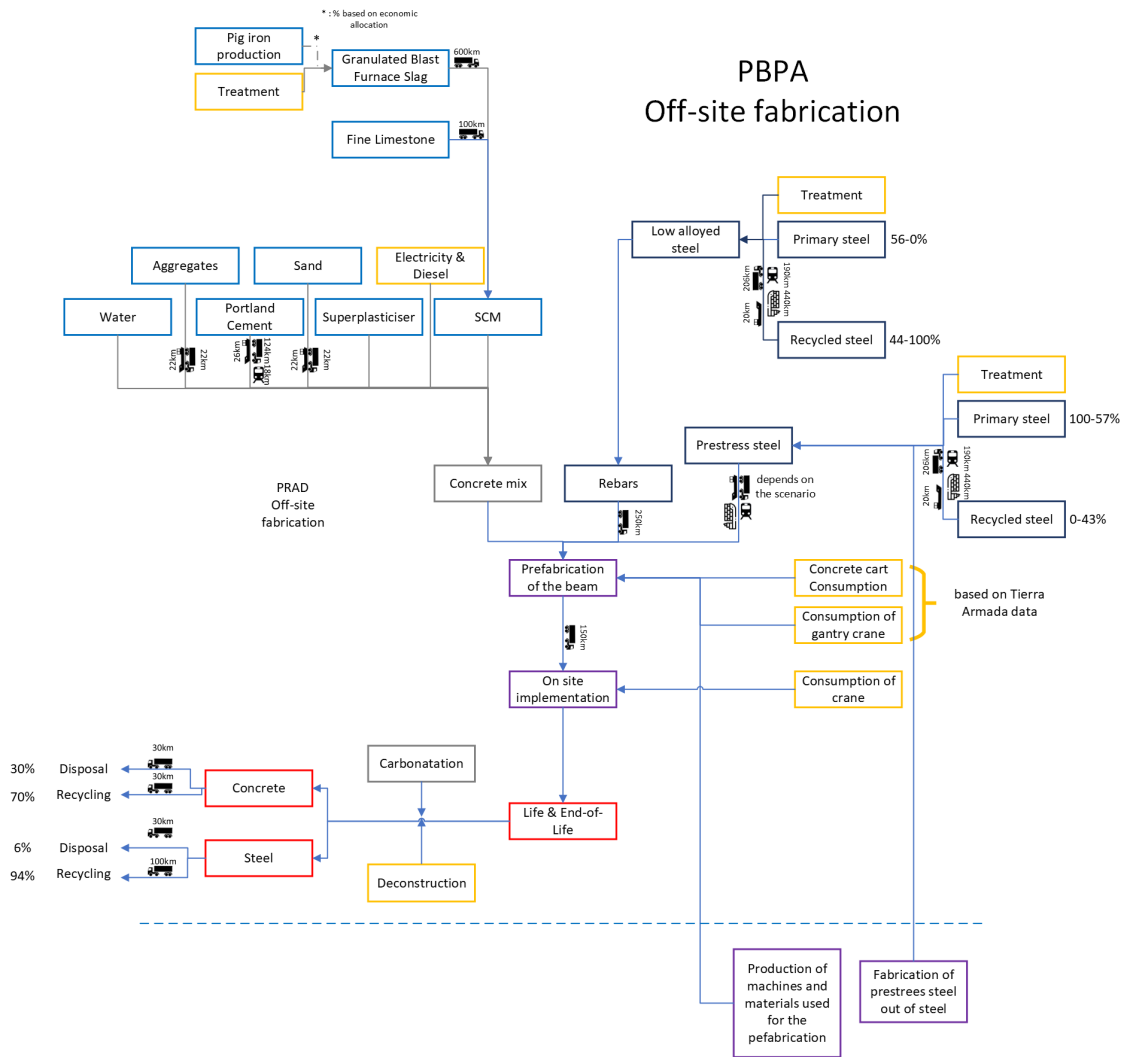 * : % based on economic
allocation
Pig iron
production
*
Treatment
Granulated Blast
Furnace Slag
600km
Fine Limestone
100km
PBPA
Off-site fabrication
Treatment
Low alloyed
steel
Primary steel
56-0%
206km
190km
440km
20km
Recycled steel
44-100%
Aggregates
Sand
Electricity &
Diesel
Water
Portland
Cement
Superplasticiser
SCM
22km
22km
26km
124km
18km
22km
22km
Treatment
Primary steel
100-57%
Prestress steel
206km
190km
440km
20km
Recycled steel
0-43%
PRAD
Off-site
fabrication
Concrete mix
Rebars
depends on
the scenario
250km
Prefabrication
of the beam
Concrete cart
Consumption
Consumption of
gantry crane
based on Tierra
Armada data
150km
On site
implementation
Consumption of
crane
Carbonatation
30%
Disposal
30km
70%
Recycling
30km
Concrete
Life & End-of-
Life
6%
Disposal
30km
94%
Recycling
100km
Steel
Deconstruction
Production of
machines and
materials used
for the
pefabrication
Fabrication of
prestrees steel
out of steel